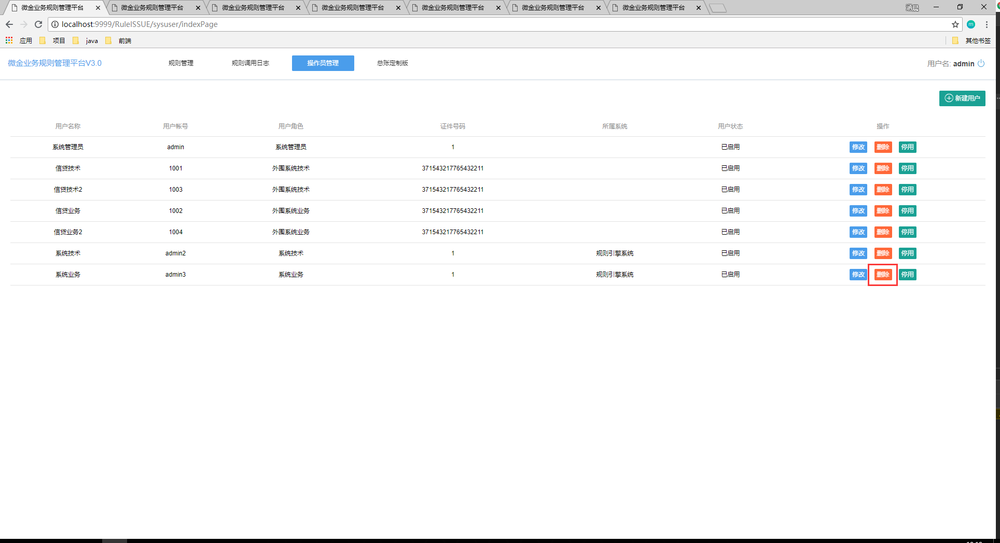 微金业务规则管理平台 微金业务规则管理平台 微金业务规则管理平台 微金业务规则管理平台 微金业务规则管理平台 微金业务规则管理平台 微金业务规则管理平台 涵晨
localhost:9999/RuleISSUE/sysuser/indexPage m
应用 项目 java 前端 其他书签
微金业务规则管理平台V3.0 规则管理 规则调用日志 操作员管理 总账定制版 用户名: admin
新建用户
用户名称 用户帐号 用户角色 证件号码 所属系统 用户状态 操作
系统管理员 admin 系统管理员 1 已启用 修改 删除 停用
信贷技术 1001 外围系统技术 371543217765432211 已启用 修改 删除 停用
信贷技术2 1003 外围系统技术 371543217765432211 已启用 修改 删除 停用
信贷业务 1002 外围系统业务 371543217765432211 已启用 修改 删除 停用
信贷业务2 1004 外围系统业务 371543217765432211 已启用 修改 删除 停用
系统技术 admin2 系统技术 1 规则引擎系统 已启用 修改 删除 停用
系统业务 admin3 系统业务 1 规则引擎系统 已启用 修改 删除 停用